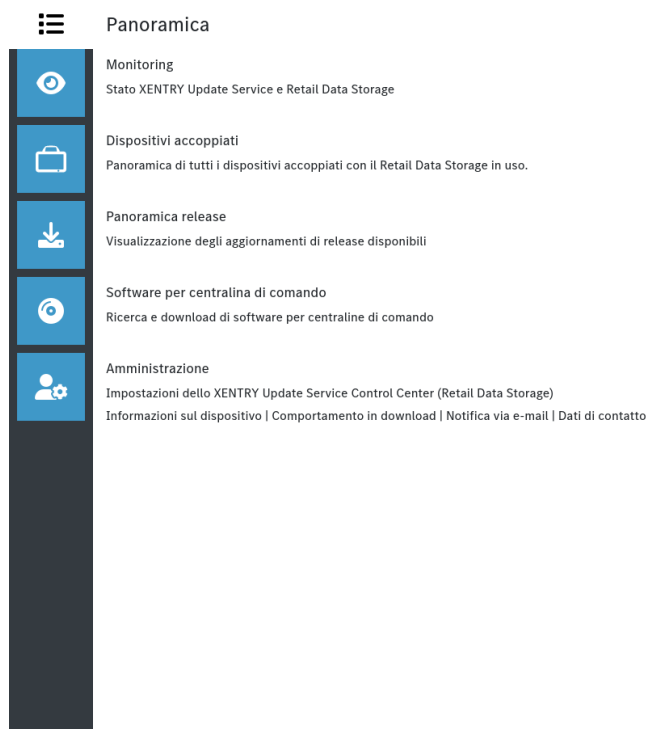 Panoramica
Monitoring
Stato XENTRY Update Service e Retail Data Storage
Dispositivi accoppiati
Panoramica di tutti i dispositivi accoppiati con il Retail Data Storage in uso.
Panoramica release
Visualizzazione degli aggiornamenti di release disponibili
Software per centralina di comando
Ricerca e download di software per centraline di comando
Amministrazione
Impostazioni dello XENTRY Update Service Control Center (Retail Data Storage)
Informazioni sul dispositivo | Comportamento in download | Notifica via e-mail | Dati di contatto